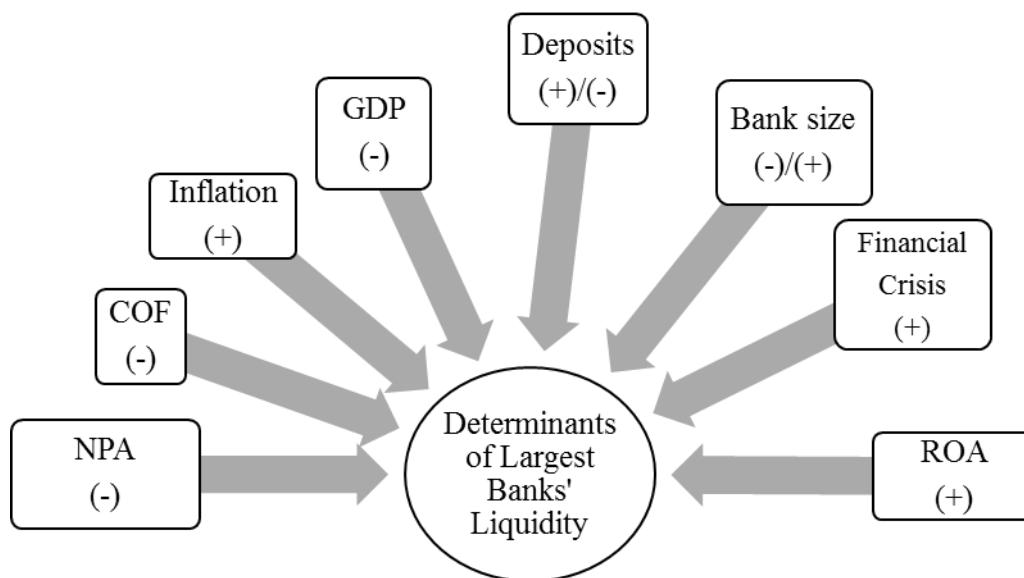 Deposits
(+)/(-)
GDP
(-)
Bank size
(-)/(+)
Inflation
(+)
Financial
Crisis
(+)
COF
(-)
NPA
(-)
Determinants
of Largest
Banks'
Liquidity
ROA
(+)